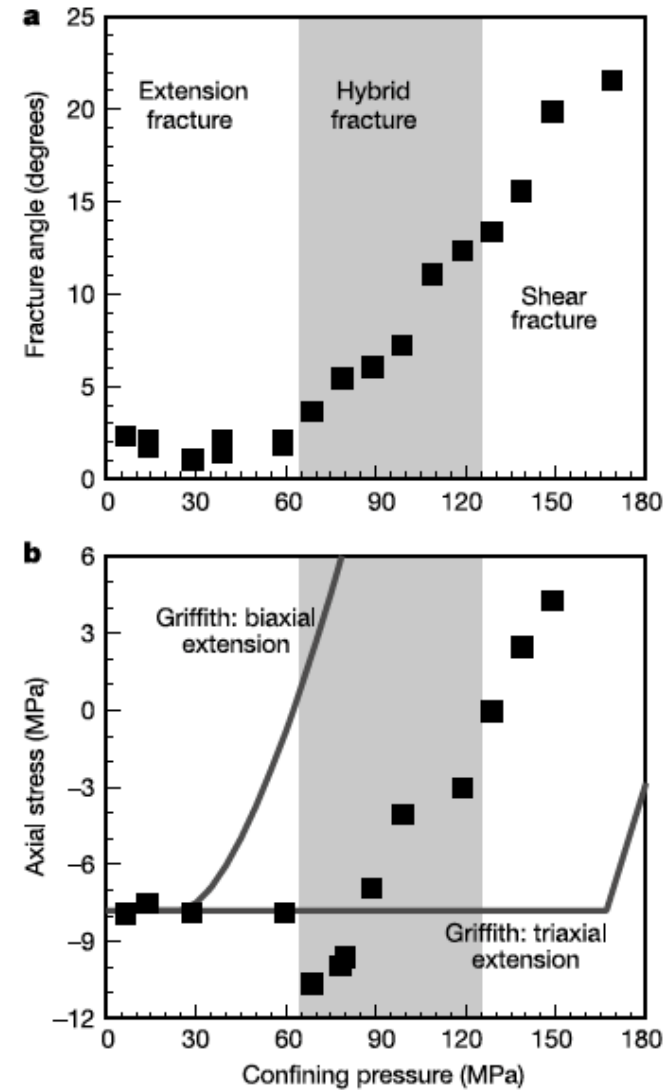 a
25
20
15
10
5
0
Fracture angle (degrees)
Extension
fracture
Hybrid
fracture
Shear
fracture
0 30 60 90 120 150 180
b
6
3
0
−3
−6
−9
−12
Axial stress (MPa)
Griffith: biaxial
extension
Griffith: triaxial
extension
0 30 60 90 120 150 180
Confining pressure (MPa)